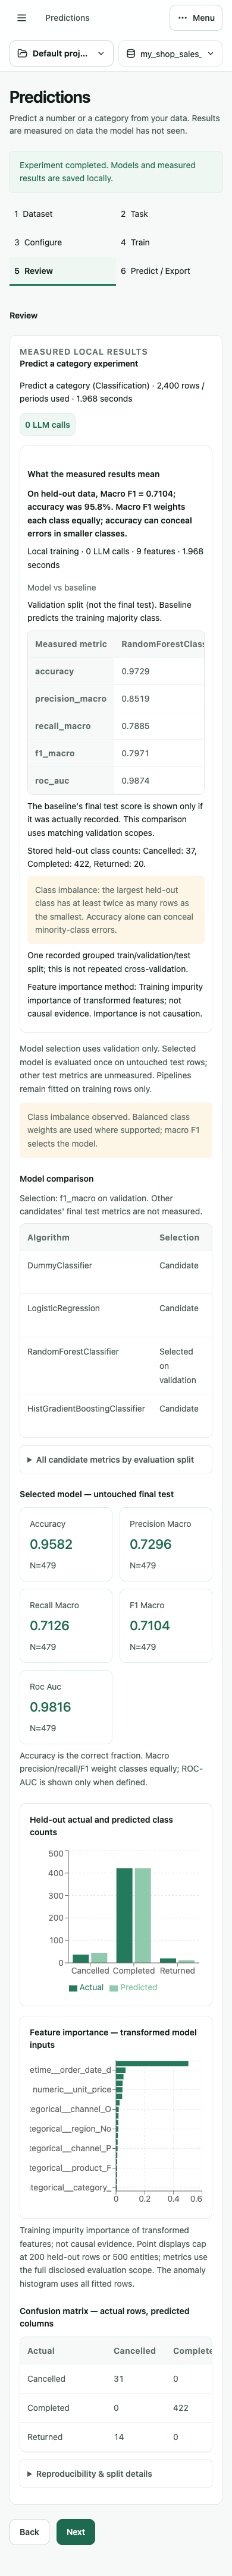 Predictions
Menu
Default proj...
my_shop_sales_
Predictions
Predict a number or a category from your data. Results
are measured on data the model has not seen.
Experiment completed. Models and measured
results are saved locally.
1 Dataset
2 Task
3 Configure
4 Train
5 Review
6 Predict / Export
Review
MEASURED LOCAL RESULTS
Predict a category experiment
Predict a category (Classification) · 2,400 rows /
periods used · 1.968 seconds
0 LLM calls
What the measured results mean
On held-out data, Macro F1 = 0.7104;
accuracy was 95.8%. Macro F1 weights
each class equally; accuracy can conceal
errors in smaller classes.
Local training · 0 LLM calls · 9 features · 1.968
seconds
Model vs baseline
Validation split (not the final test). Baseline
predicts the training majority class.
Measured metric RandomForestClass
accuracy 0.9729
precision_macro 0.8519
recall_macro 0.7885
f1_macro 0.7971
roc_auc 0.9874
The baseline's final test score is shown only if
it was actually recorded. This comparison
uses matching validation scopes.
Stored held-out class counts: Cancelled: 37,
Completed: 422, Returned: 20.
Class imbalance: the largest held-out
class has at least twice as many rows as
the smallest. Accuracy alone can conceal
minority-class errors.
One recorded grouped train/validation/test
split; this is not repeated cross-validation.
Feature importance method: Training impurity
importance of transformed features; not
causal evidence. Importance is not causation.
Model selection uses validation only. Selected
model is evaluated once on untouched test rows;
other test metrics are unmeasured. Pipelines
remain fitted on training rows only.
Class imbalance observed. Balanced class
weights are used where supported; macro F1
selects the model.
Model comparison
Selection: f1_macro on validation. Other
candidates' final test metrics are not measured.
Algorithm Selection
DummyClassifier Candidate
LogisticRegression Candidate
RandomForestClassifier Selected
on
validation
HistGradientBoostingClassifier Candidate
All candidate metrics by evaluation split
Selected model — untouched final test
Accuracy
0.9582
N=479
Precision Macro
0.7296
N=479
Recall Macro
0.7126
N=479
F1 Macro
0.7104
N=479
Roc Auc
0.9816
N=479
Accuracy is the correct fraction. Macro
precision/recall/F1 weight classes equally; ROC-
AUC is shown only when defined.
Held-out actual and predicted class
counts
500
400
300
200
100
0
Cancelled Completed Returned
Actual Predicted
Feature importance — transformed model
inputs
etime__order_date_d
numeric__unit_price
tegorical__channel_O
tegorical__region_No
tegorical__channel_P
tegorical__product_F
ategorical__category_
0 0.2 0.4 0.6
Training impurity importance of transformed
features; not causal evidence. Point displays cap
at 200 held-out rows or 500 entities; metrics use
the full disclosed evaluation scope. The anomaly
histogram uses all fitted rows.
Confusion matrix — actual rows, predicted
columns
Actual Cancelled Complete
Cancelled 31 0
Completed 0 422
Returned 14 0
Reproducibility & split details
Back
Next